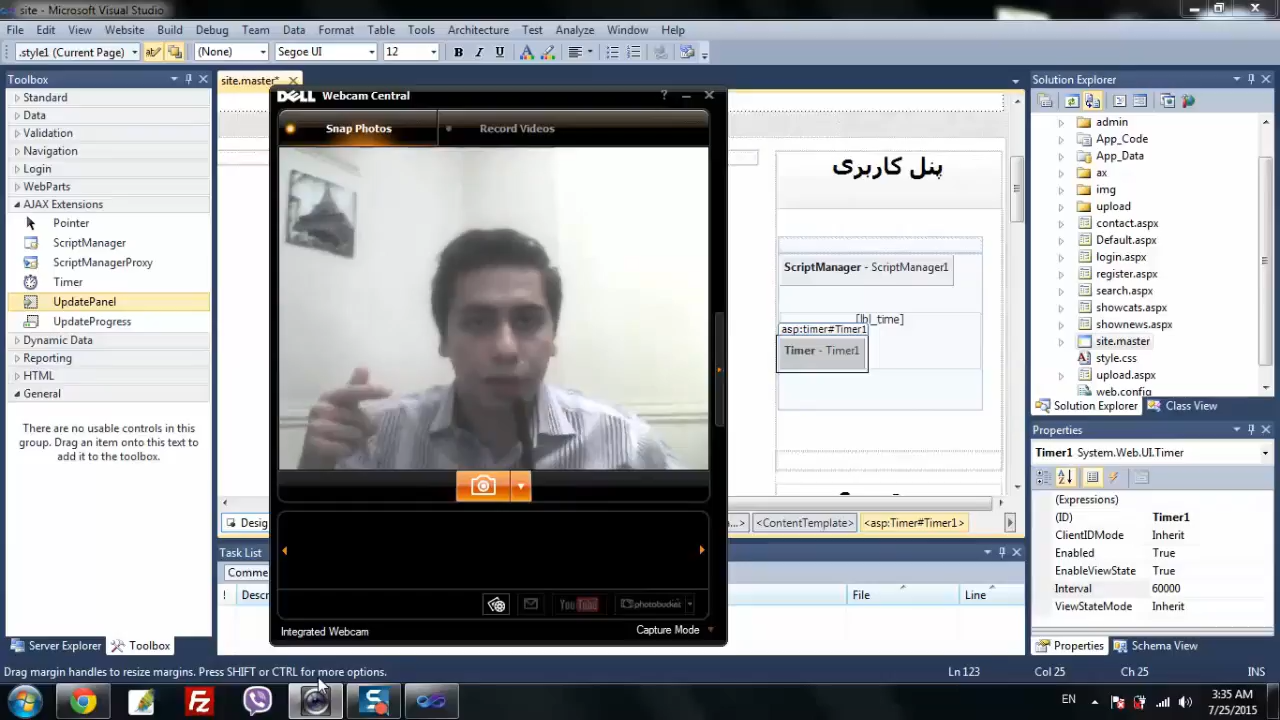 site - Microsoft Visual Studio
File Edit View Website Build Debug Team Data Format Table Tools Architecture Test Analyze Window Help
.style1 (Current Page) (None) Segoe UI 12 B I U A
Toolbox
site.master*
Solution Explorer
DELL Webcam Central ?
Snap Photos Record Videos
Standard
Data
Validation
Navigation
Login
WebParts
AJAX Extensions
Pointer
ScriptManager
ScriptManagerProxy
Timer
UpdatePanel
UpdateProgress
Dynamic Data
Reporting
HTML
General
There are no usable controls in this
group. Drag an item onto this text to
add it to the toolbox.
Server Explorer Toolbox
پنل کاربری
ScriptManager - ScriptManager1
[lbl_time]
asp:timer#Timer1
Timer - Timer1
Desig
...> <ContentTemplate> <asp:Timer#Timer1>
Task List
Comme
! Descr
File Line
You Tube photobucket
Integrated Webcam Capture Mode
admin
App_Code
App_Data
ax
img
upload
contact.aspx
Default.aspx
login.aspx
register.aspx
search.aspx
showcats.aspx
shownews.aspx
site.master
style.css
upload.aspx
web.config
Solution Explorer Class View
Properties
Timer1 System.Web.UI.Timer
(Expressions)
(ID) Timer1
ClientIDMode Inherit
Enabled True
EnableViewState True
Interval 60000
ViewStateMode Inherit
Properties Schema View
Drag margin handles to resize margins. Press SHIFT or CTRL for more options.
Ln 123 Col 25 Ch 25 INS
EN
3:35 AM
7/25/2015